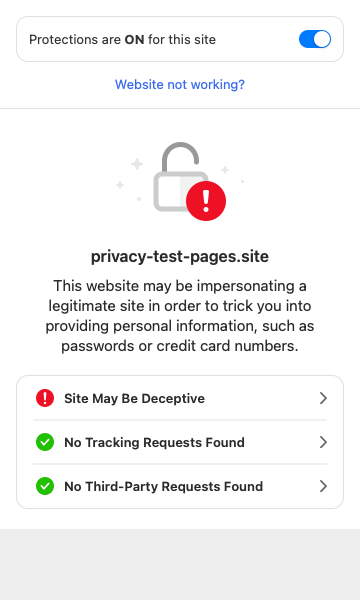 Protections are ON for this site
Website not working?
privacy-test-pages.site
This website may be impersonating a
legitimate site in order to trick you into
providing personal information, such as
passwords or credit card numbers.
Site May Be Deceptive
No Tracking Requests Found
No Third-Party Requests Found